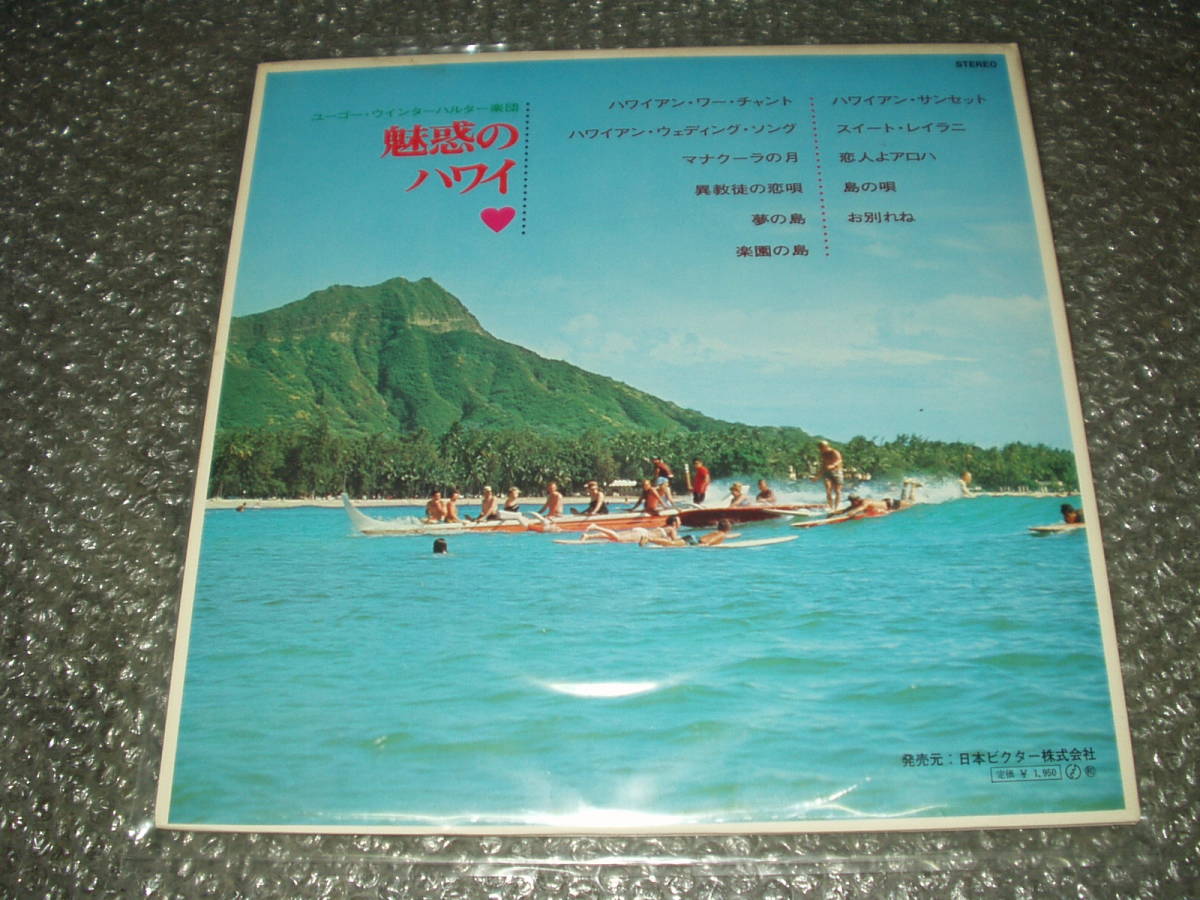 STEREO
ユーゴー・ウインターハルター楽団
魅惑の
ハワイ
ハワイアン・ワー・チャント
ハワイアン・ウェディング・ソング
マナクーラの月
異教徒の恋唄
夢の島
楽園の島
ハワイアン・サンセット
スイート・レイラニ
恋人よアロハ
島の唄
お別れね
発売元：日本ビクター株式会社
定価 ¥ 1,950